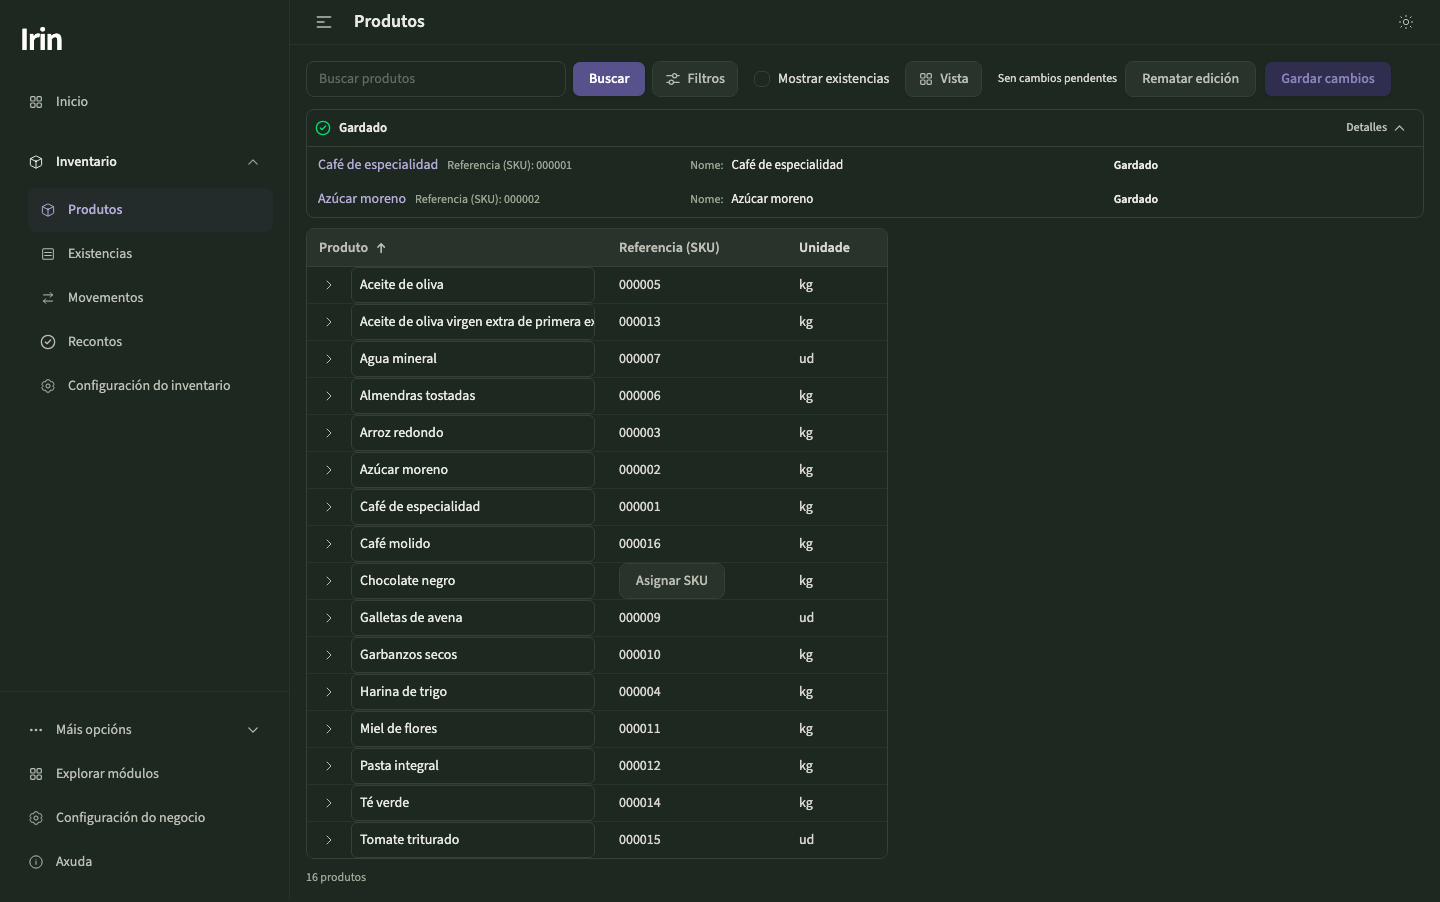 Irin
Inicio
Inventario
Produtos
Existencias
Movementos
Recontos
Configuración do inventario
Máis opcións
Explorar módulos
Configuración do negocio
Axuda
Produtos
Buscar produtos
Buscar
Filtros
Mostrar existencias
Vista
Sen cambios pendentes
Rematar edición
Gardar cambios
Gardado
Detalles
Café de especialidad Referencia (SKU): 000001 Nome: Café de especialidad Gardado
Azúcar moreno Referencia (SKU): 000002 Nome: Azúcar moreno Gardado
Produto Referencia (SKU) Unidade
Aceite de oliva 000005 kg
Aceite de oliva virgen extra de primera 000013 kg
Agua mineral 000007 ud
Almendras tostadas 000006 kg
Arroz redondo 000003 kg
Azúcar moreno 000002 kg
Café de especialidad 000001 kg
Café molido 000016 kg
Chocolate negro Asignar SKU kg
Galletas de avena 000009 ud
Garbanzos secos 000010 kg
Harina de trigo 000004 kg
Miel de flores 000011 kg
Pasta integral 000012 kg
Té verde 000014 kg
Tomate triturado 000015 ud
16 produtos